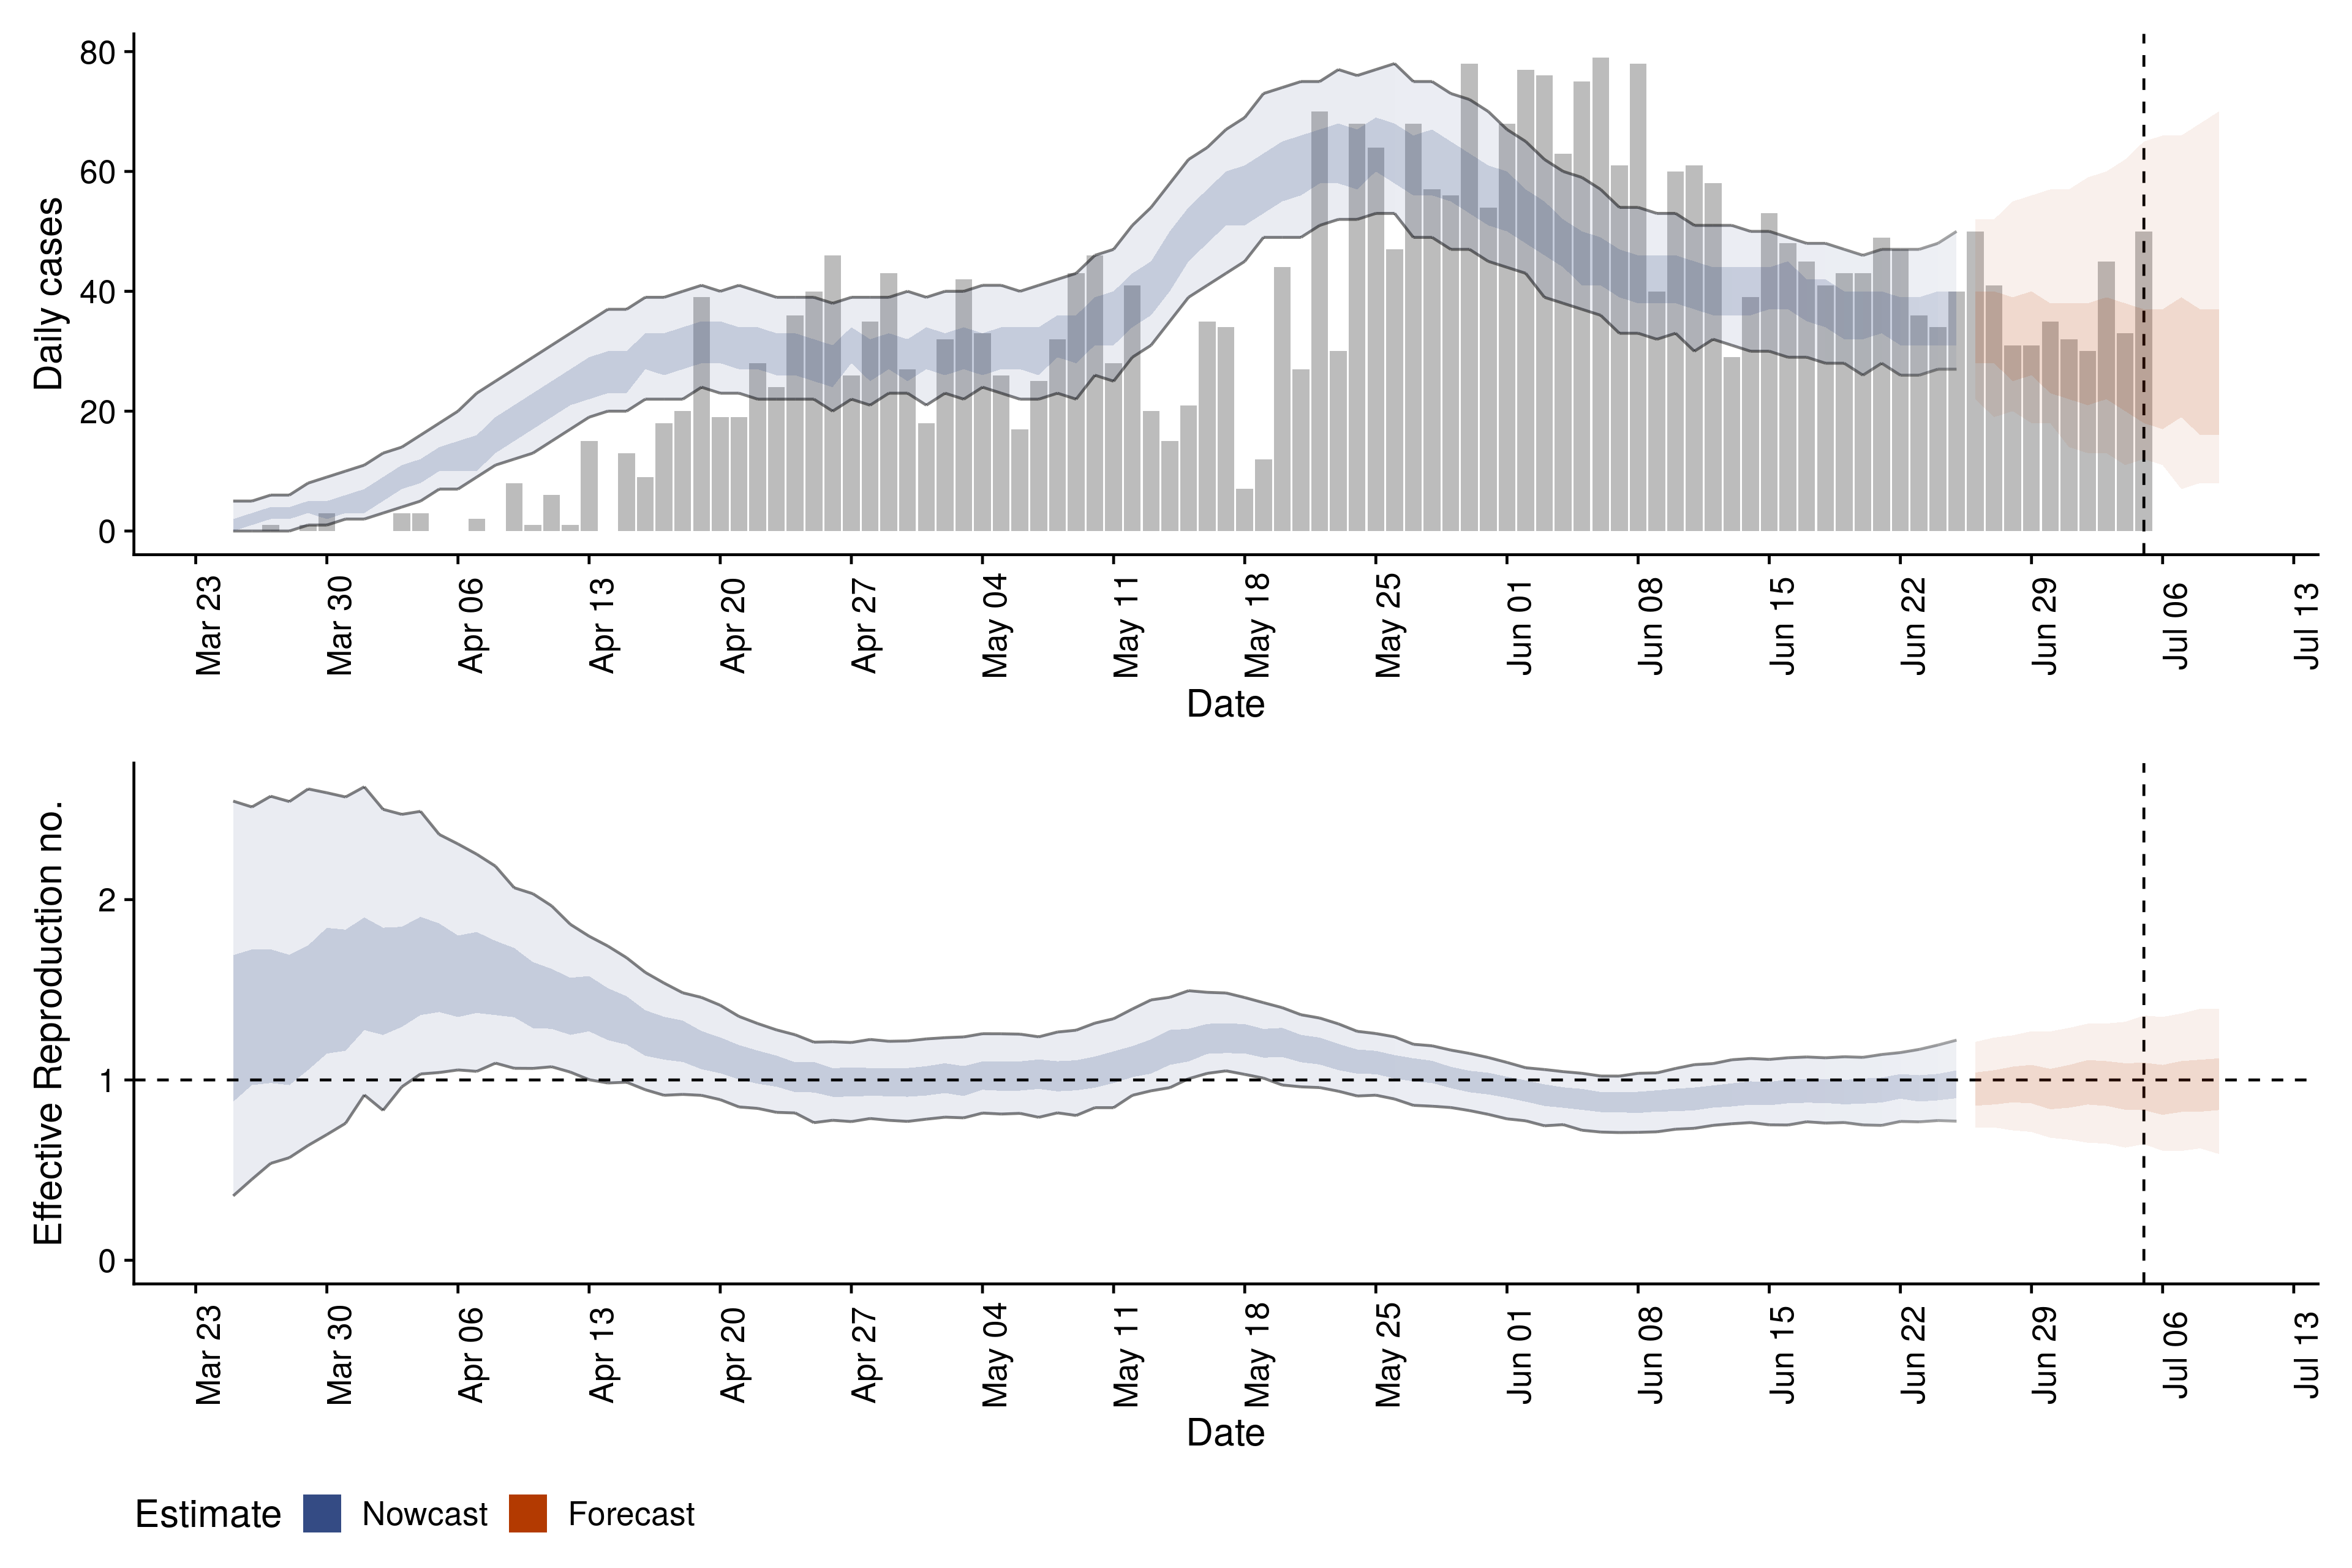 Daily cases
80
60
40
20
0
Mar 23
Mar 30
Apr 06
Apr 13
Apr 20
Apr 27
May 04
May 11
May 18
May 25
Jun 01
Jun 08
Jun 15
Jun 22
Jun 29
Jul 06
Jul 13
Date
Effective Reproduction no.
2
1
0
Mar 23
Mar 30
Apr 06
Apr 13
Apr 20
Apr 27
May 04
May 11
May 18
May 25
Jun 01
Jun 08
Jun 15
Jun 22
Jun 29
Jul 06
Jul 13
Date
Estimate Nowcast Forecast